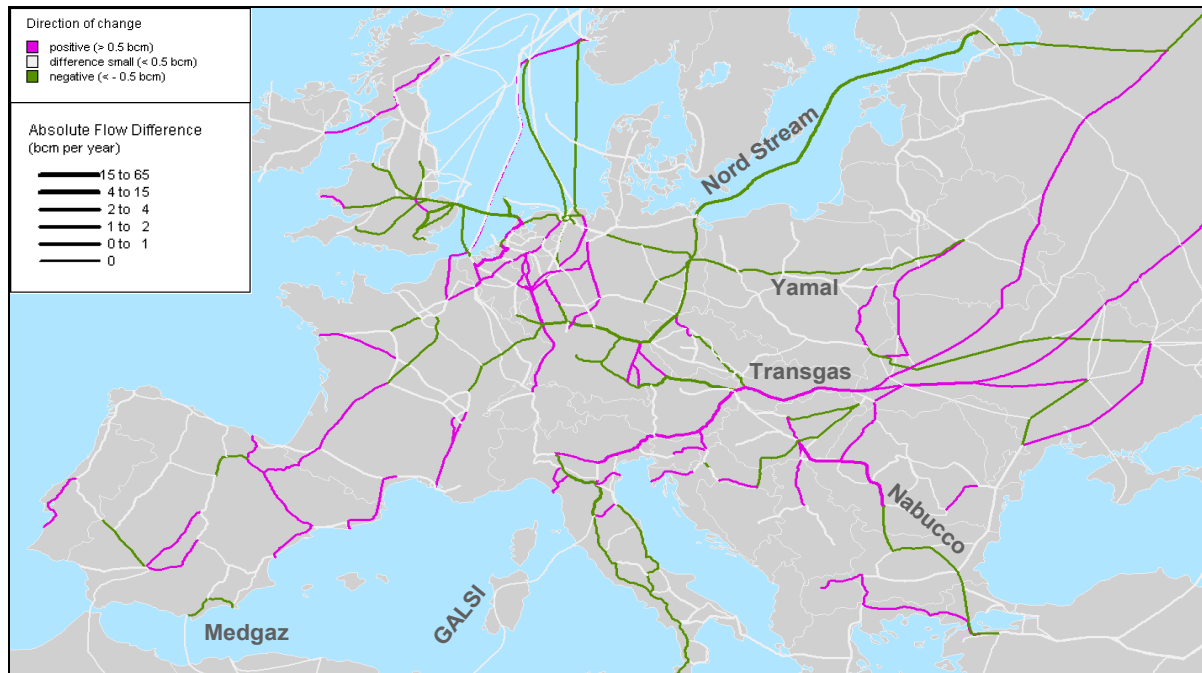 Direction of change
positive (> 0.5 bcm)
difference small (< 0.5 bcm)
negative (< - 0.5 bcm)
Absolute Flow Difference
(bcm per year)
15 to 65
4 to 15
2 to 4
1 to 2
0 to 1
0
Nord Stream
Yamal
Transgas
Nabucco
GALSI
Medgaz